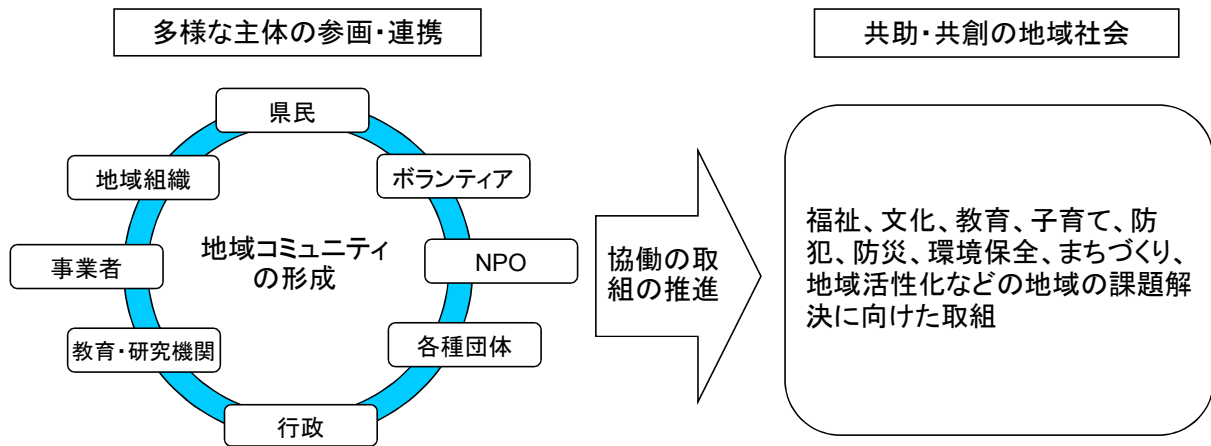 多様な主体の参画・連携
共助・共創の地域社会
県民
地域組織
ボランティア
地域コミュニティ
の形成
事業者
NPO
教育・研究機関
各種団体
行政
協働の取
組の推進
福祉、文化、教育、子育て、防
犯、防災、環境保全、まちづくり、
地域活性化などの地域の課題解
決に向けた取組